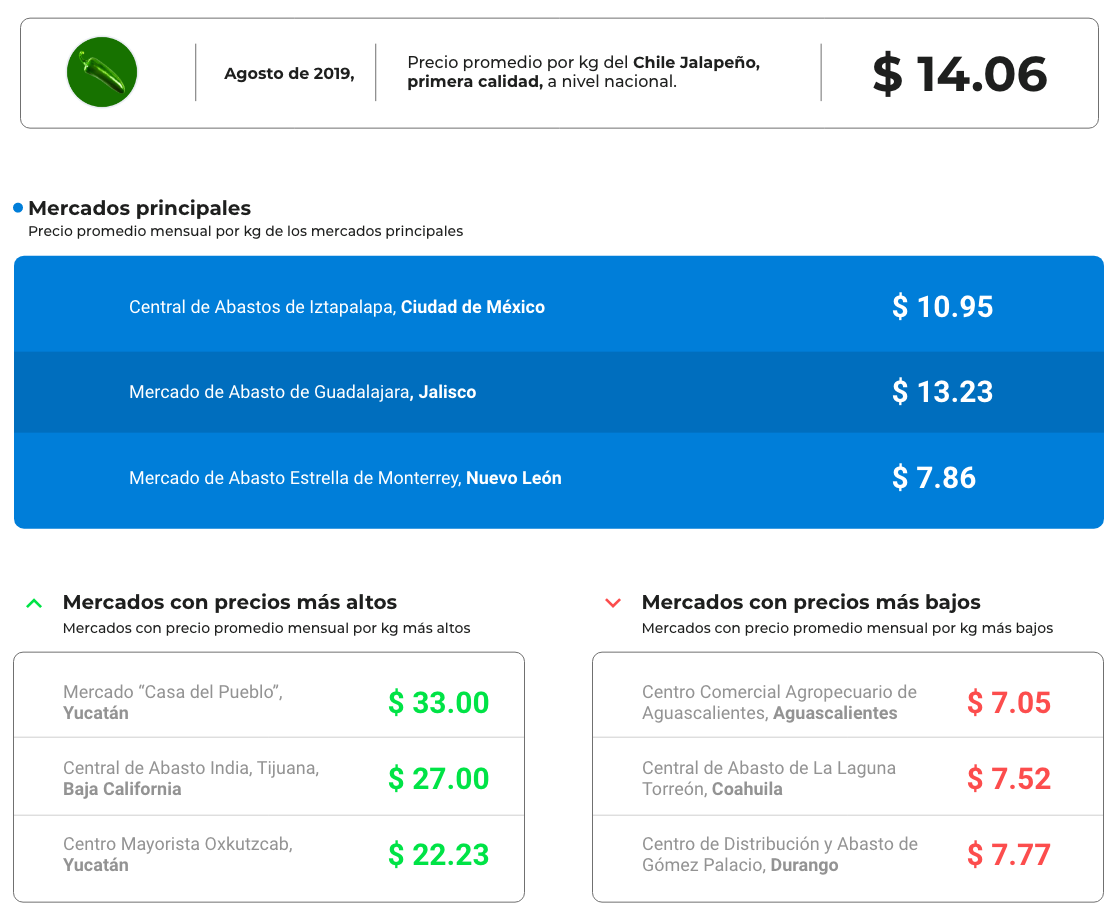 Agosto de 2019,
Precio promedio por kg del Chile Jalapeño,
primera calidad, a nivel nacional.
$ 14.06
Mercados principales
Precio promedio mensual por kg de los mercados principales
Central de Abastos de Iztapalapa, Ciudad de México
$ 10.95
Mercado de Abasto de Guadalajara, Jalisco
$ 13.23
Mercado de Abasto Estrella de Monterrey, Nuevo León
$ 7.86
Mercados con precios más altos
Mercados con precio promedio mensual por kg más altos
Mercado “Casa del Pueblo”,
Yucatán
$ 33.00
Central de Abasto India, Tijuana,
Baja California
$ 27.00
Centro Mayorista Oxkutzcab,
Yucatán
$ 22.23
Mercados con precios más bajos
Mercados con precio promedio mensual por kg más bajos
Centro Comercial Agropecuario de
Aguascalientes, Aguascalientes
$ 7.05
Central de Abasto de La Laguna
Torreón, Coahuila
$ 7.52
Centro de Distribución y Abasto de
Gómez Palacio, Durango
$ 7.77